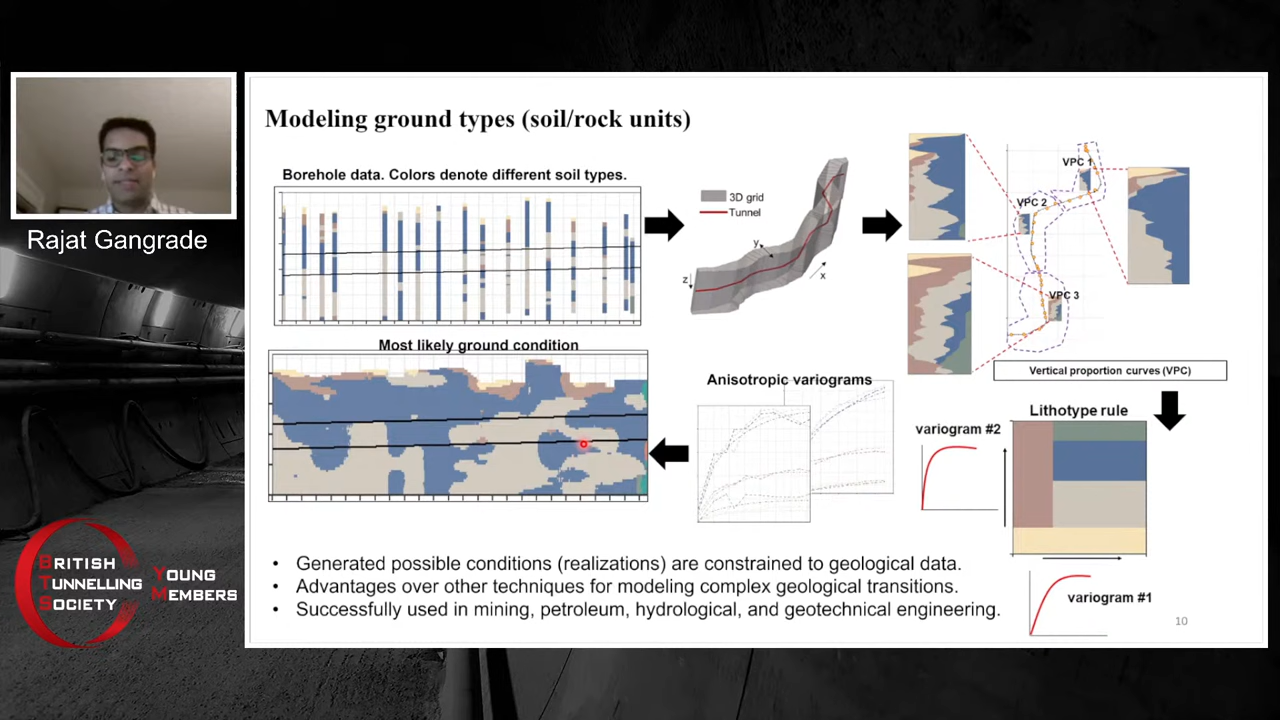 Modeling ground types (soil/rock units)
Borehole data. Colors denote different soil types.
3D grid
Tunnel
y
x
z
VPC 1
VPC 2
VPC 3
Vertical proportion curves (VPC)
Most likely ground condition
Anisotropic variograms
Lithotype rule
variogram #2
variogram #1
• Generated possible conditions (realizations) are constrained to geological data.
• Advantages over other techniques for modeling complex geological transitions.
• Successfully used in mining, petroleum, hydrological, and geotechnical engineering.
10
Rajat Gangrade
BRITISH
TUNNELLING
SOCIETY
YOUNG
MEMBERS